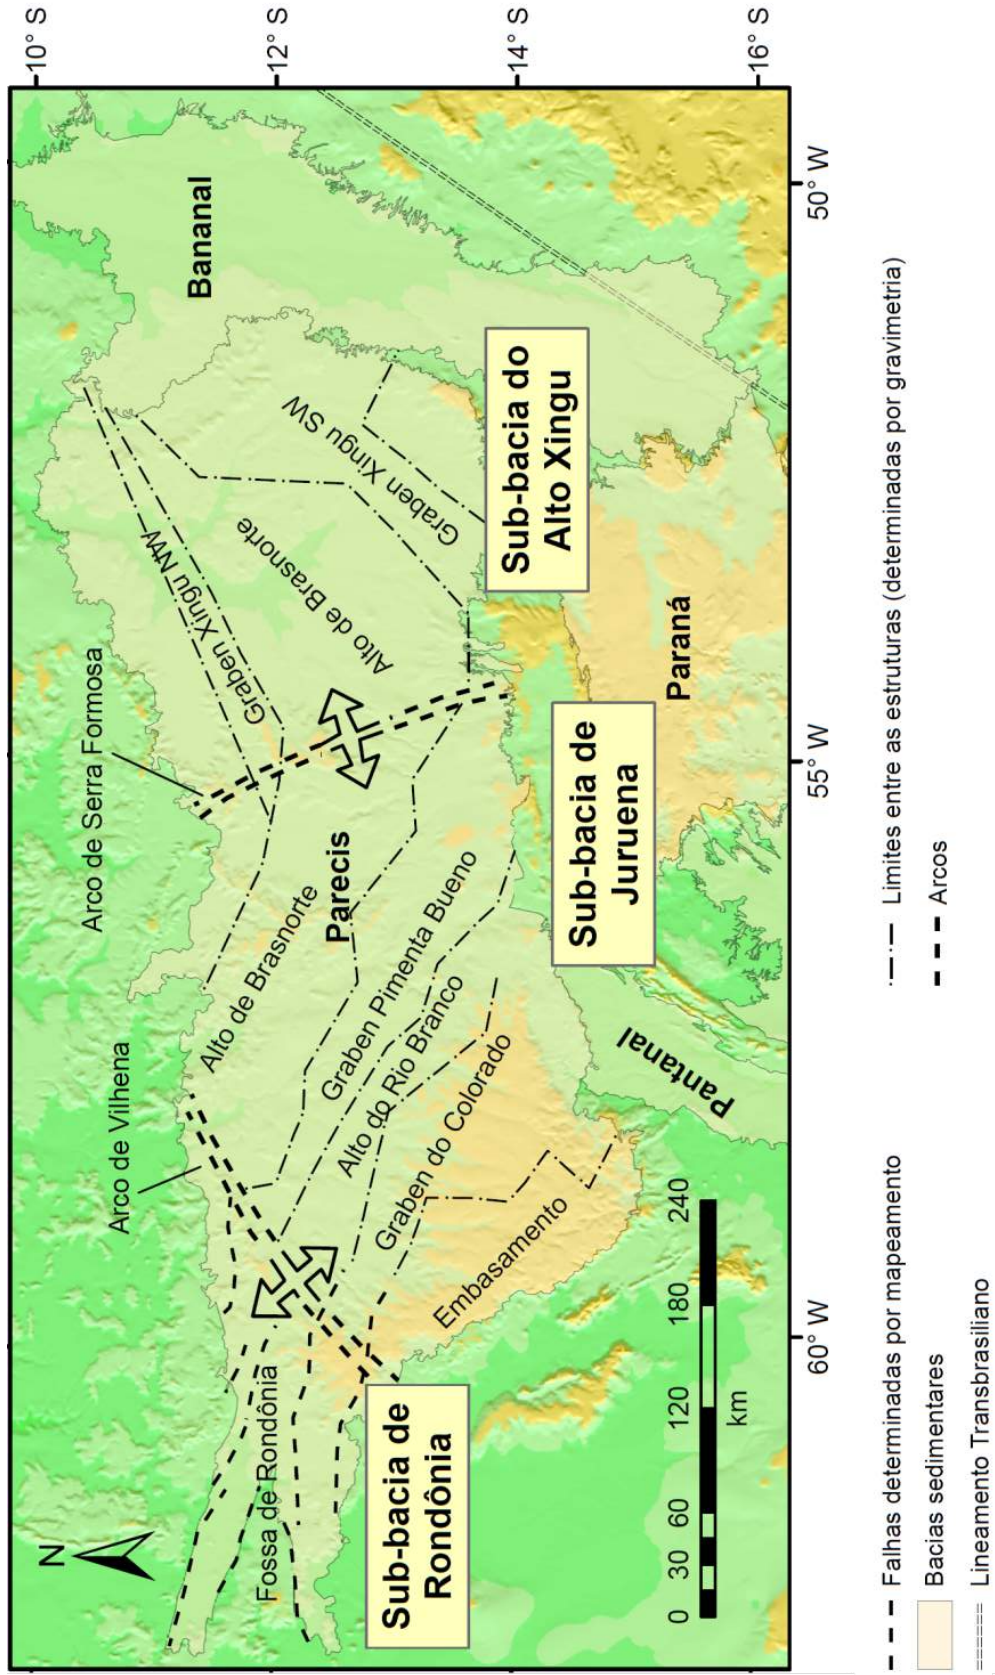 10° S
12° S
14° S
16° S
50° W
55° W
60° W
N
Bananal
Arco de Serra Formosa
Graben Xingu NW
Graben Xingu SW
Alto de Brasnorte
Sub-bacia do
Alto Xingu
Paraná
Arco de Vilhena
Alto de Brasnorte
Parecis
Graben Pimenta Bueno
Alto do Rio Branco
Graben do Colorado
Embasamento
Sub-bacia de
Juruena
Pantanal
Fossa de Rondônia
Sub-bacia de
Rondônia
0 30 60 120 180 240
km
Falhas determinadas por mapeamento
Bacias sedimentares
Lineamento Transbrasiliano
Limites entre as estruturas (determinadas por gravimetria)
Arcos